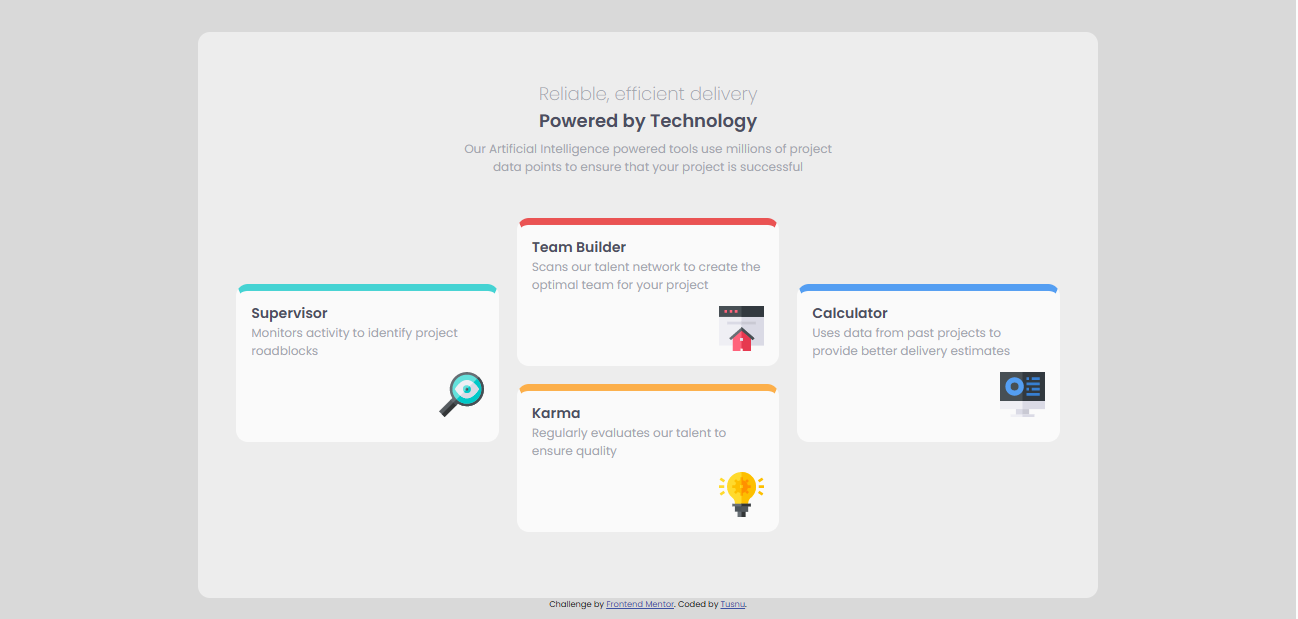 Reliable, efficient delivery
Powered by Technology
Our Artificial Intelligence powered tools use millions of project
data points to ensure that your project is successful
Supervisor
Monitors activity to identify project
roadblocks
Team Builder
Scans our talent network to create the
optimal team for your project
Karma
Regularly evaluates our talent to
ensure quality
Calculator
Uses data from past projects to
provide better delivery estimates
Challenge by Frontend Mentor. Coded by Tusnu.